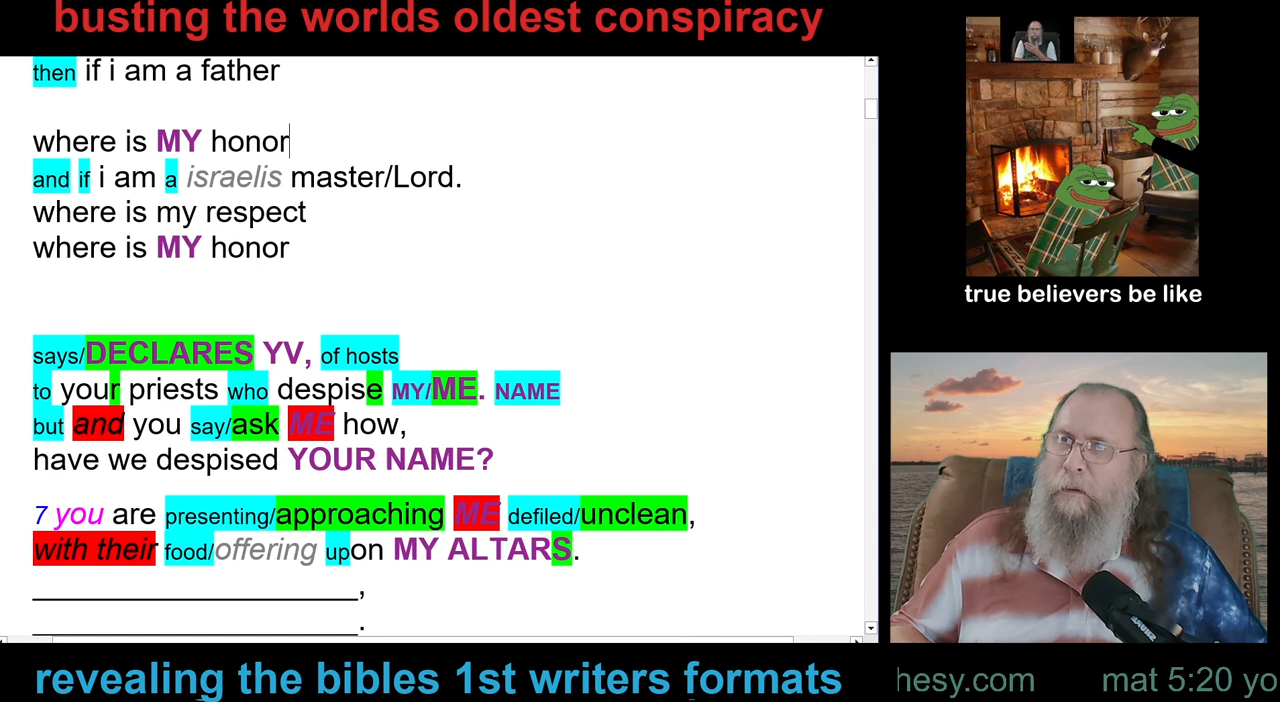 busting the worlds oldest conspiracy
then if i am a father
where is MY honor
and if i am a israelis master/Lord.
where is my respect
where is MY honor
says/DECLARES YV, of hosts
to your priests who despise MY/ME. NAME
but and you say/ask ME how,
have we despised YOUR NAME?
7 you are presenting/approaching ME defiled/unclean,
with their food/offering upon MY ALTARS.
____________________,
____________________.
true believers be like
revealing the bibles 1st writers formats
hesy.com mat 5:20 yo